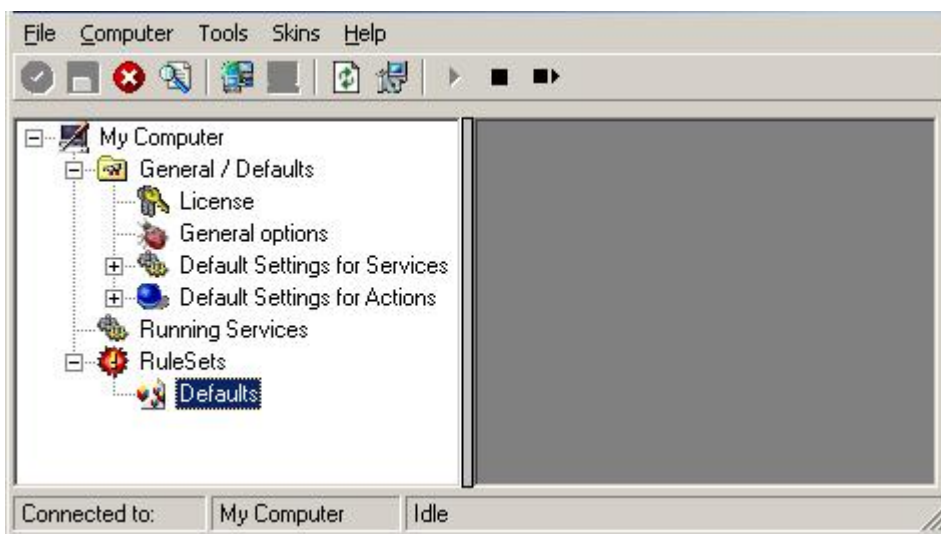 File Computer Tools Skins Help
My Computer
General / Defaults
License
General options
Default Settings for Services
Default Settings for Actions
Running Services
RuleSets
Defaults
Connected to: My Computer Idle